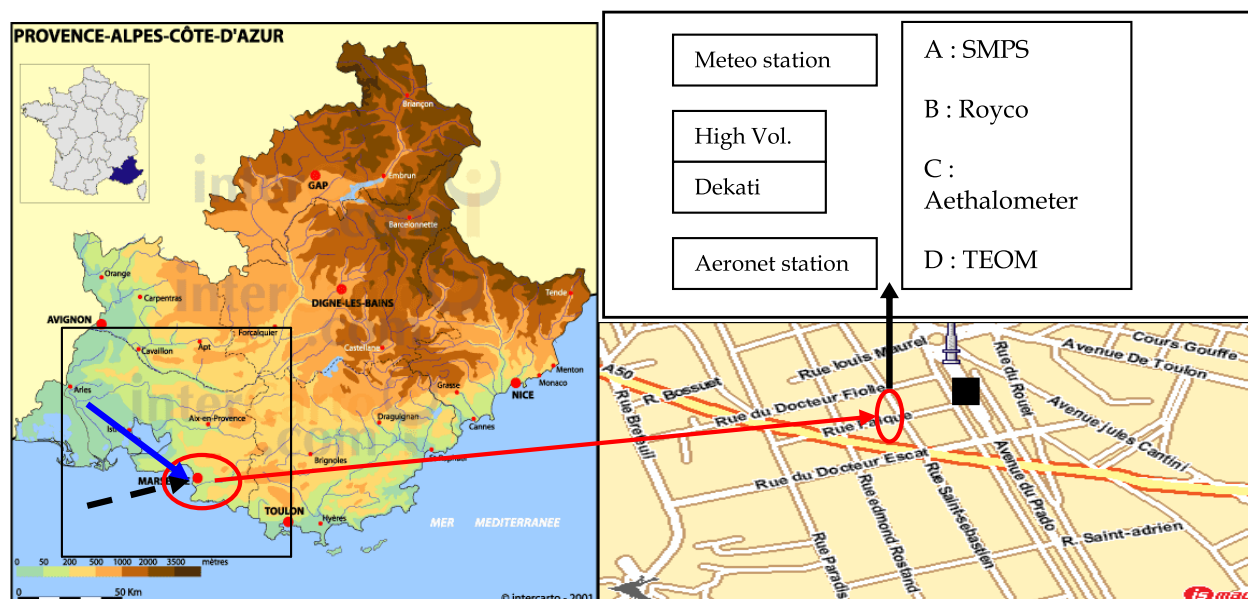 PROVENCE-ALPES-CÔTE-D'AZUR
Briançon
GAP
Embrun
Barcelonnette
Orange
Carpentras
DIGNE-LES-BAINS
Tende
AVIGNON
Forcalquier
Cavaillon
Apt
Castellane
Menton
Monaco
Arles
Grasse
NICE
Aix-en-Provence
Draguignan
Cannes
Brignoles
TOULON
Hyères
MER MEDITERRANEE
0 50 200 500 1000 2000 3500 mètres
0 50 Km
© intercarto - 2001
inter
com
Meteo station
High Vol.
Dekati
Aeronet station
A : SMPS
B : Royco
C :
Aethalometer
D : TEOM
A50
R. Bossuet
Rue louis Maurel
Rue du Rouet
Avenue De Toulon
Cours Gouffe
Rue Breteuil
Rue du Docteur Fiolle
Avenue Jules Cantini
Rue du Docteur Escat
Avenue du Prado
Rue Saint-sebastien
Rue edmond Rostand
Rue Paradis
R. Saint-adrien